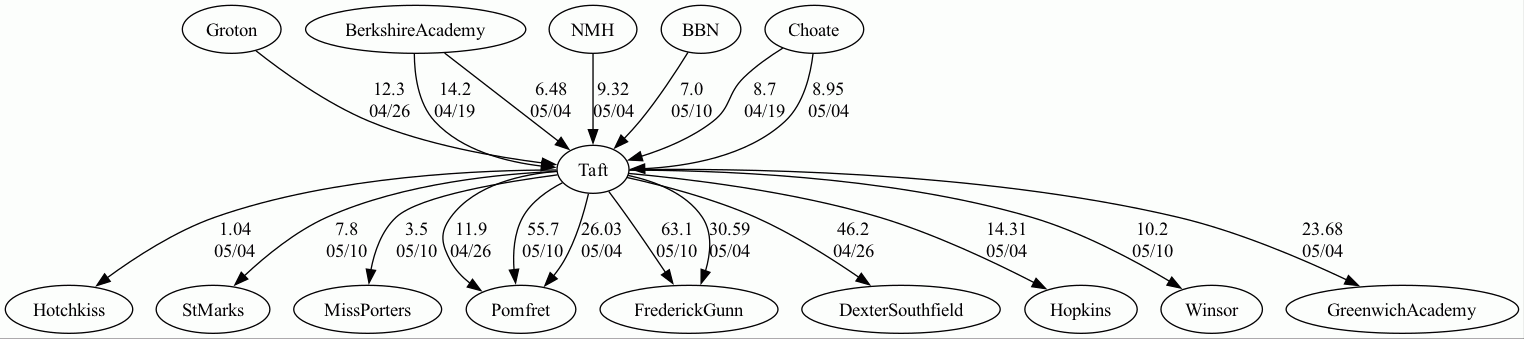 Groton
BerkshireAcademy
NMH
BBN
Choate
12.3
04/26
14.2
04/19
6.48
05/04
9.32
05/04
7.0
05/10
8.7
04/19
8.95
05/04
Taft
1.04
05/04
7.8
05/10
3.5
05/10
11.9
04/26
55.7
05/10
26.03
05/04
63.1
05/10
30.59
05/04
46.2
04/26
14.31
05/04
10.2
05/10
23.68
05/04
Hotchkiss
StMarks
MissPorters
Pomfret
FrederickGunn
DexterSouthfield
Hopkins
Winsor
GreenwichAcademy